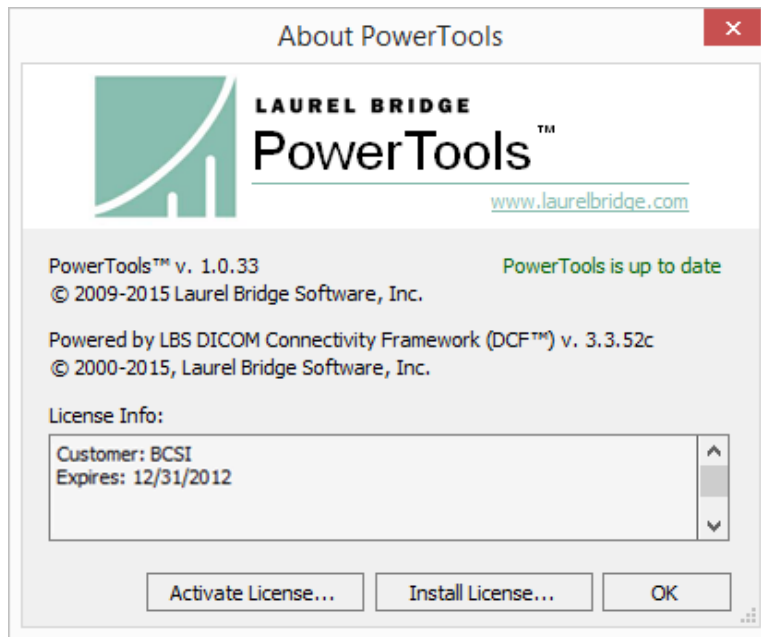 About PowerTools
LAUREL BRIDGE
PowerTools™
www.laurelbridge.com
PowerTools™ v. 1.0.33
PowerTools is up to date
© 2009-2015 Laurel Bridge Software, Inc.
Powered by LBS DICOM Connectivity Framework (DCF™) v. 3.3.52c
© 2000-2015, Laurel Bridge Software, Inc.
License Info:
Customer: BCSI
Expires: 12/31/2012
Activate License...
Install License...
OK